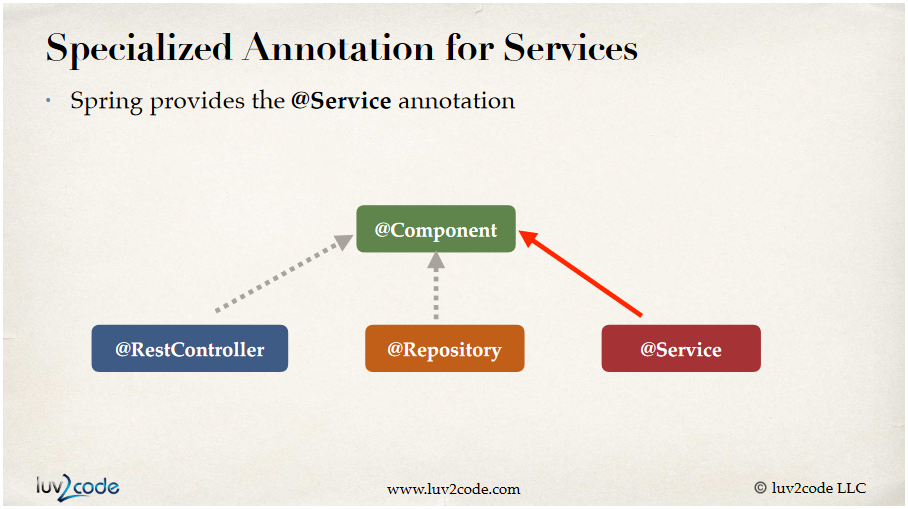 Specialized Annotation for Services
• Spring provides the @Service annotation
@Component
@RestController
@Repository
@Service
luv2code
www.luv2code.com
© luv2code LLC